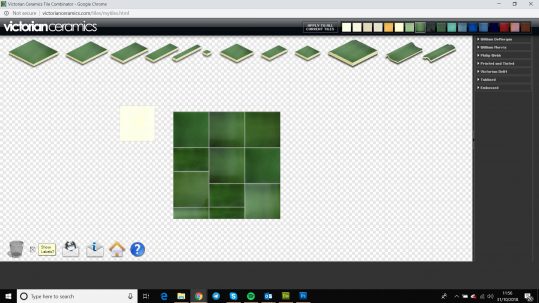 Victorian Ceramics Tile Combinator - Google Chrome
Not secure | victorianceramics.com/tiles/mytiles.html
victorianceramics
APPLY TO ALL
CURRENT TILES
William DeMorgan
William Morris
Philip Webb
Printed and Tinted
Victorian Delft
Tubelined
Embossed
Show
Labels?
Type here to search
11:56
31/10/2018